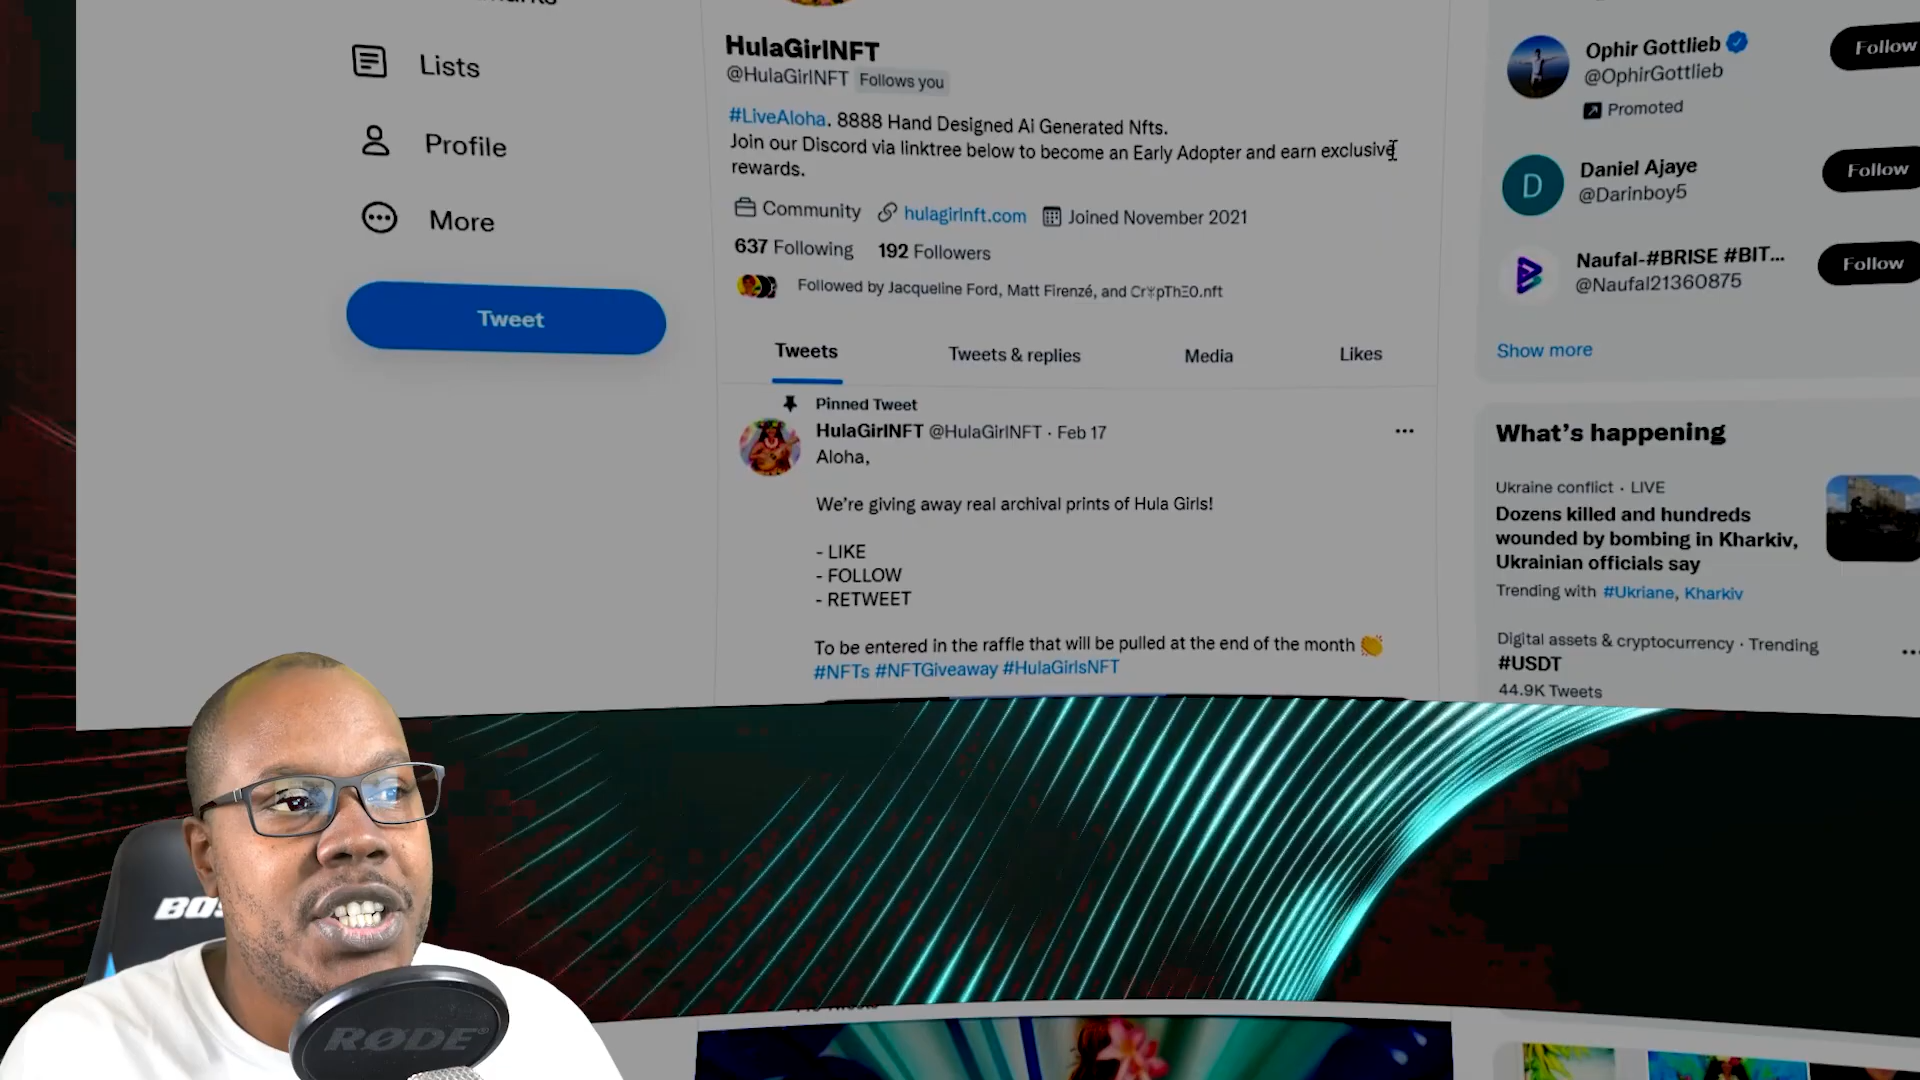 Lists
Profile
More
Tweet
HulaGirlNFT
@HulaGirlNFT Follows you
#LiveAloha. 8888 Hand Designed Ai Generated Nfts.
Join our Discord via linktree below to become an Early Adopter and earn exclusive
rewards.
Community hulagirlnft.com Joined November 2021
637 Following 192 Followers
Followed by Jacqueline Ford, Matt Firenzé, and Cr¥pThΞO.nft
Tweets Tweets & replies Media Likes
Pinned Tweet
HulaGirlNFT @HulaGirlNFT · Feb 17
Aloha,
We're giving away real archival prints of Hula Girls!
- LIKE
- FOLLOW
- RETWEET
To be entered in the raffle that will be pulled at the end of the month 👏
#NFTs #NFTGiveaway #HulaGirlsNFT
Ophir Gottlieb
@OphirGottlieb
Promoted
Follow
D
Daniel Ajaye
@Darinboy5
Follow
Naufal-#BRISE #BIT...
@Naufal21360875
Follow
Show more
What's happening
Ukraine conflict · LIVE
Dozens killed and hundreds
wounded by bombing in Kharkiv,
Ukrainian officials say
Trending with #Ukriane, Kharkiv
Digital assets & cryptocurrency · Trending
#USDT
44.9K Tweets
RØDE